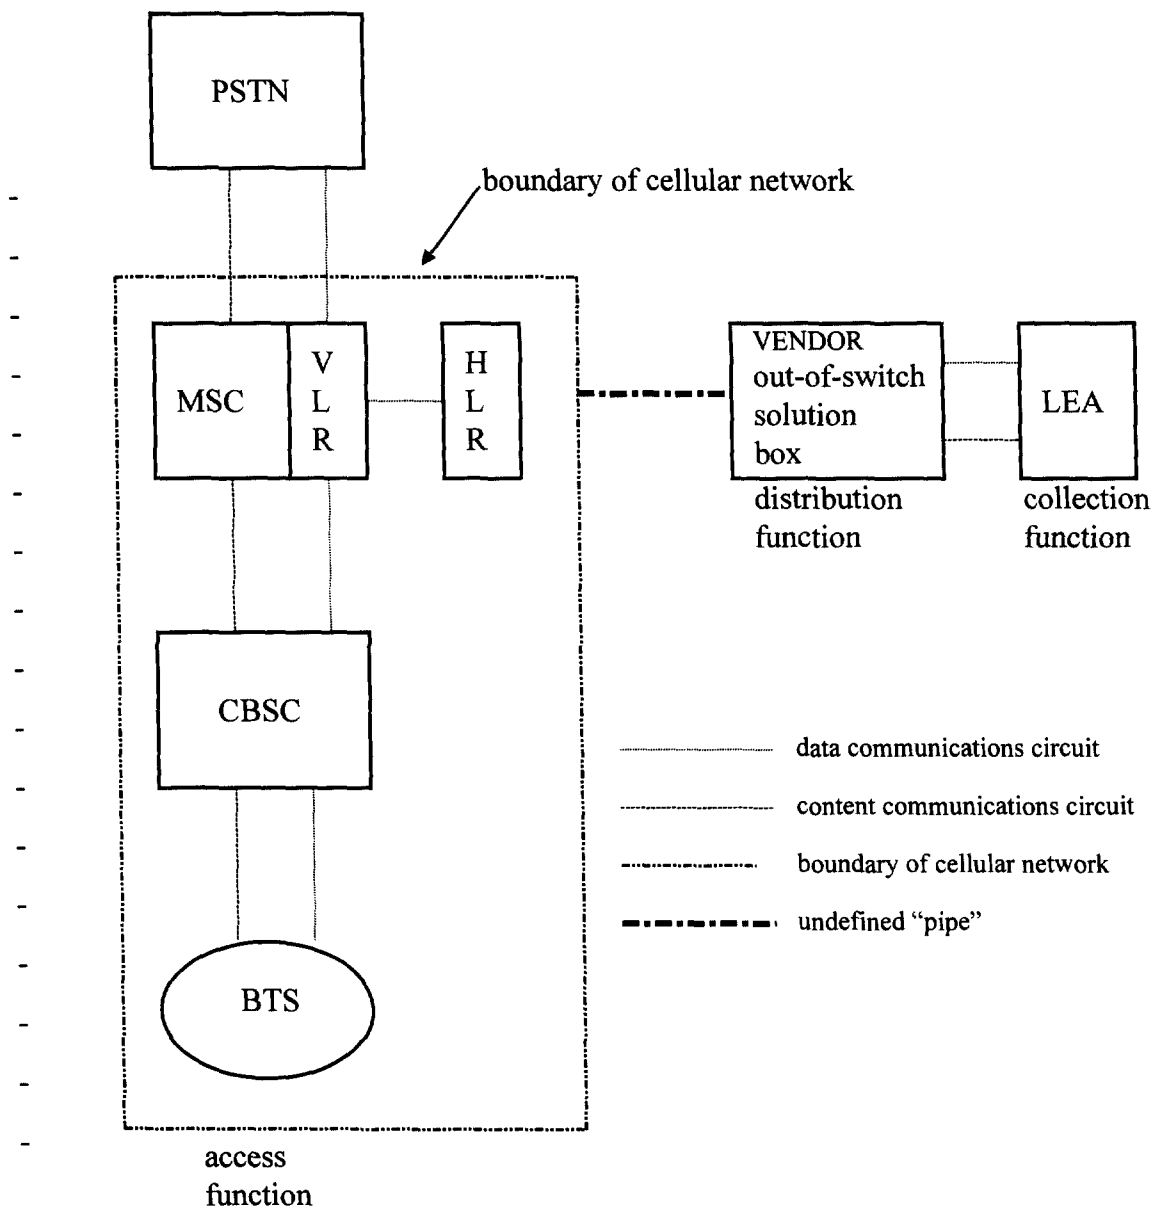 PSTN
boundary of cellular network
MSC
V
L
R
H
L
R
VENDOR
out-of-switch
solution
box
LEA
distribution
function
collection
function
CBSC
data communications circuit
content communications circuit
boundary of cellular network
undefined “pipe”
BTS
access
function